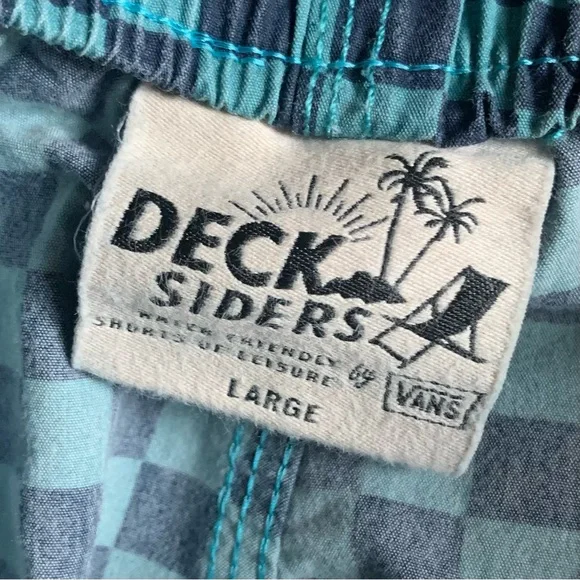 DECK
SIDERS
WATER FRIENDLY
SHORTS OF LEISURE by VANS
LARGE